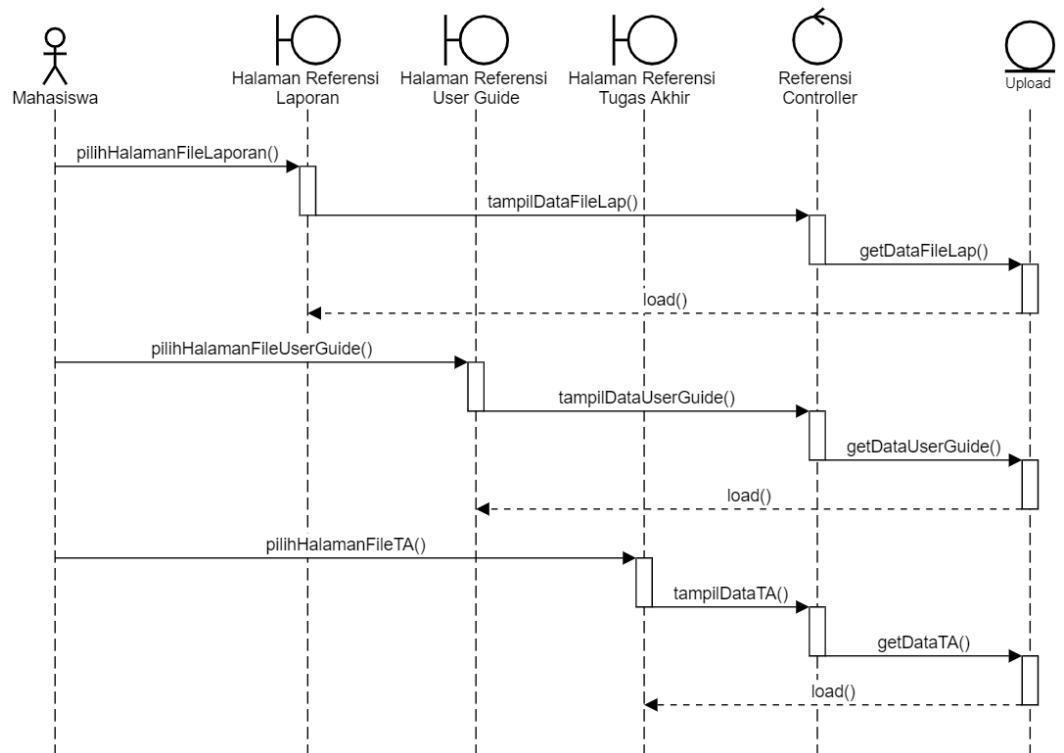 Mahasiswa
Halaman Referensi
Laporan
Halaman Referensi
User Guide
Halaman Referensi
Tugas Akhir
Referensi
Controller
Upload
pilihHalamanFileLaporan()
tampilDataFileLap()
getDataFileLap()
load()
pilihHalamanFileUserGuide()
tampilDataUserGuide()
getDataUserGuide()
load()
pilihHalamanFileTA()
tampilDataTA()
getDataTA()
load()